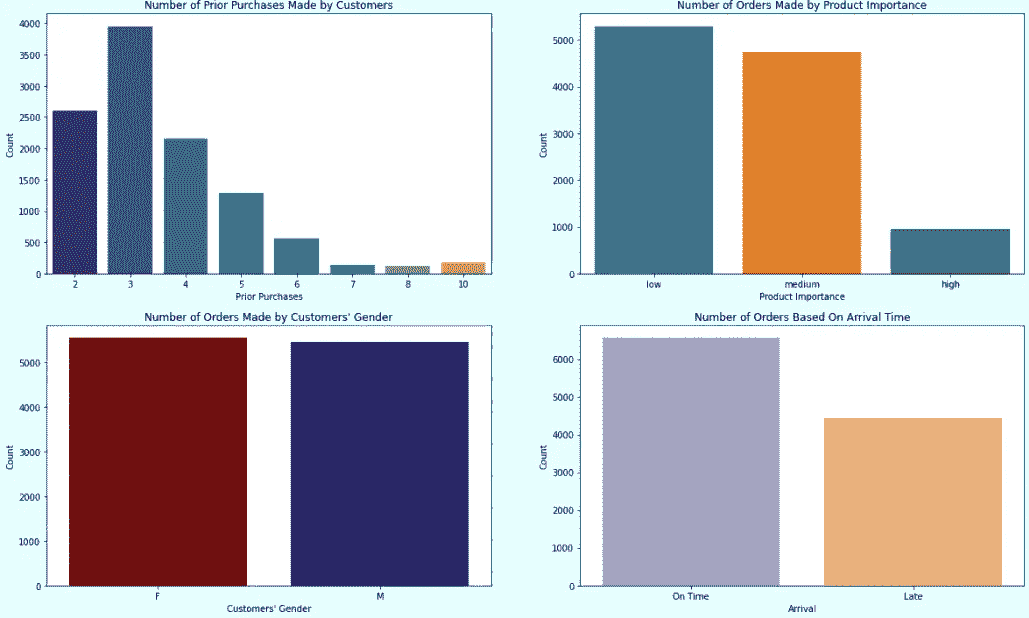 Number of Prior Purchases Made by Customers
4000
3500
3000
2500
2000
1500
1000
500
0
Count
2 3 4 5 6 7 8 10
Prior Purchases
Number of Orders Made by Product Importance
5000
4000
3000
2000
1000
0
Count
low medium high
Product Importance
Number of Orders Made by Customers' Gender
5000
4000
3000
2000
1000
0
Count
F M
Customers' Gender
Number of Orders Based On Arrival Time
6000
5000
4000
3000
2000
1000
0
Count
On Time Late
Arrival